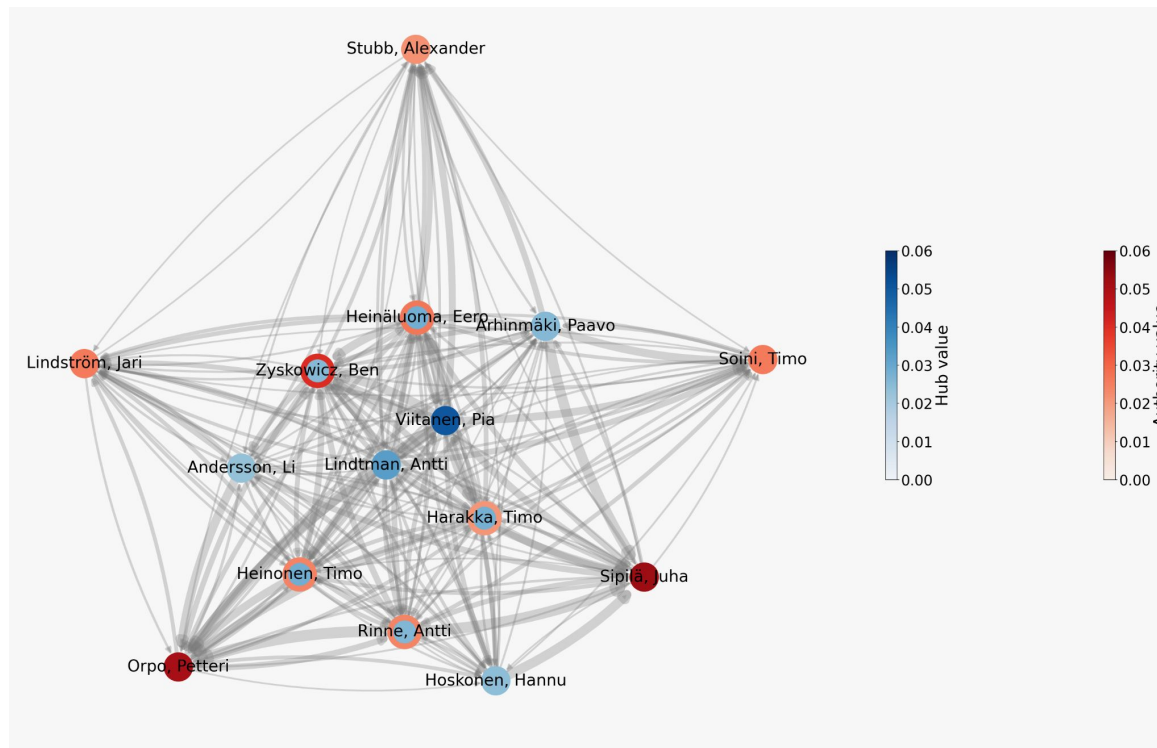 Stubb, Alexander
Heinäluoma, Eero
Arhinmäki, Paavo
Lindström, Jari
Zyskowicz, Ben
Soini, Timo
Viitanen, Pia
Andersson, Li
Lindtman, Antti
Harakka, Timo
Heinonen, Timo
Sipilä, Juha
Rinne, Antti
Orpo, Petteri
Hoskonen, Hannu
0.06
0.05
0.04
0.03
0.02
0.01
0.00
Hub value
0.06
0.05
0.04
0.03
0.02
0.01
0.00